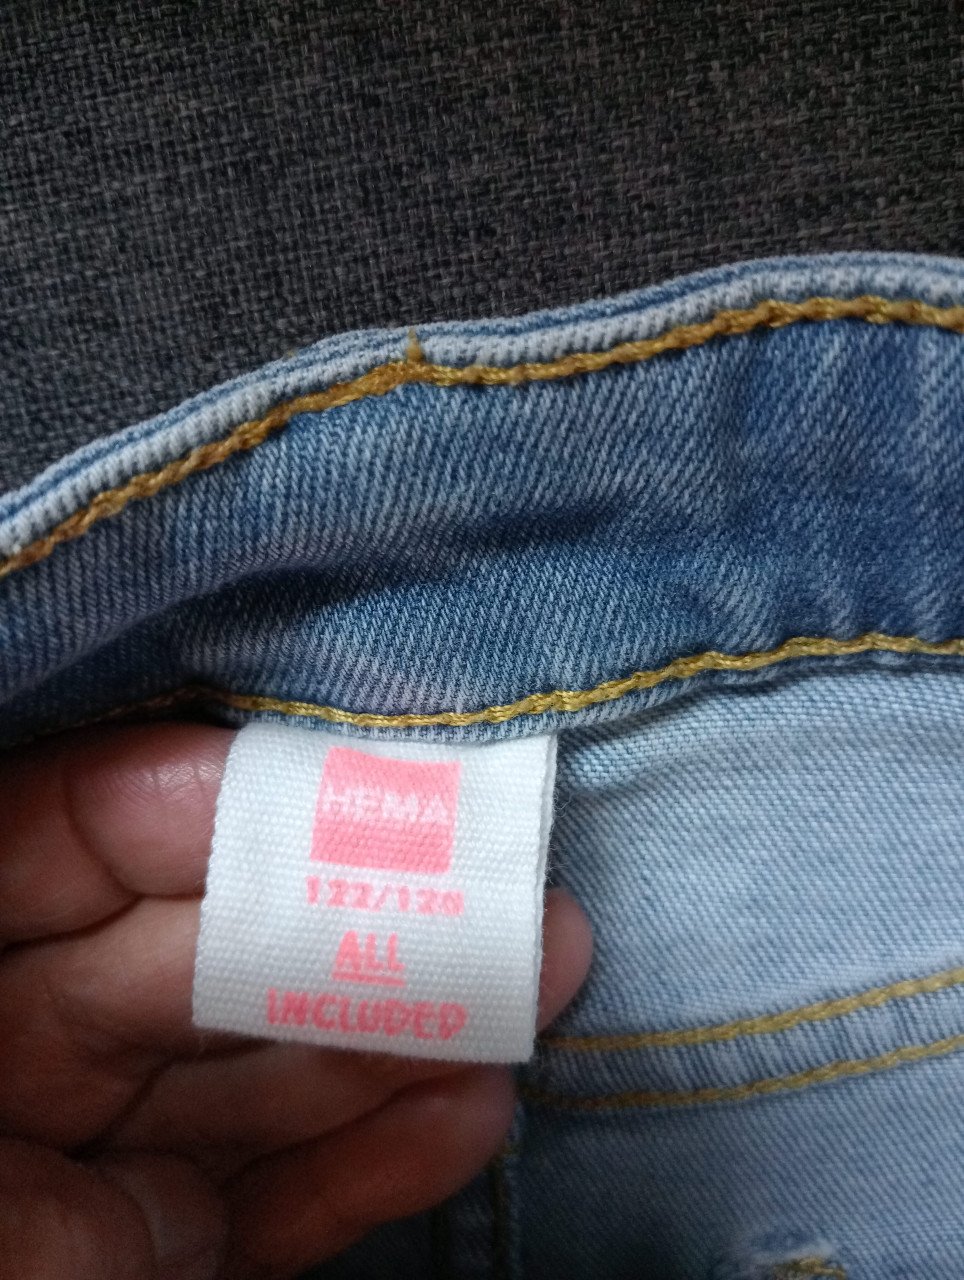 HEMA
122/128
ALL
INCLUDED